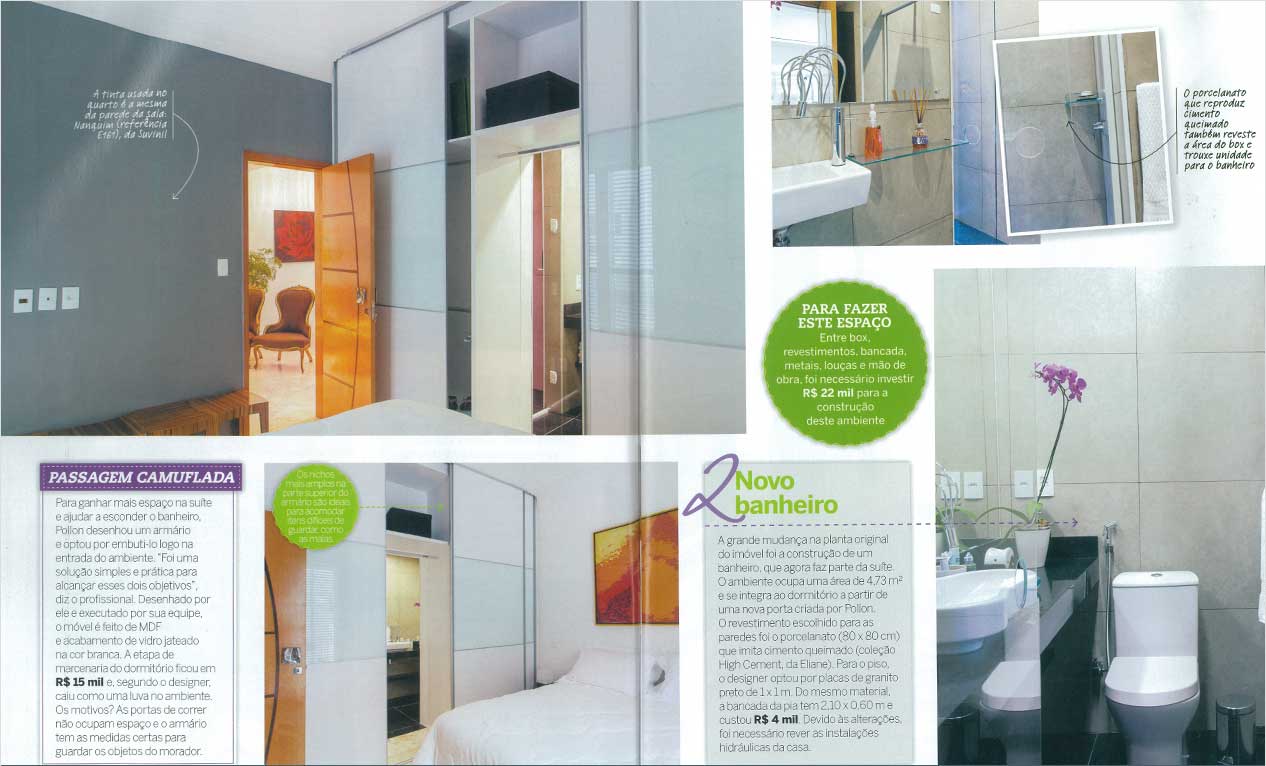 A tinta usada no
quarto é a mesma
da parede da sala:
Nanquim (referência
E161), da Suvinil
O porcelanato
que reproduz
cimento
queimado
também reveste
a área do box e
trouxe unidade
para o banheiro
PARA FAZER
ESTE ESPAÇO
Entre box,
revestimentos, bancada,
metais, louças e mão de
obra, foi necessário investir
R$ 22 mil para a
construção
deste ambiente
PASSAGEM CAMUFLADA
Para ganhar mais espaço na suíte
e ajudar a esconder o banheiro,
Pollon desenhou um armário
e optou por embuti-lo logo na
entrada do ambiente. "Foi uma
solução simples e prática para
alcançar esses dois objetivos",
diz o profissional. Desenhado por
ele e executado por sua equipe,
o móvel é feito de MDF
e acabamento de vidro jateado
na cor branca. A etapa de
marcenaria do dormitório ficou em
R$ 15 mil e, segundo o designer,
caiu como uma luva no ambiente.
Os motivos? As portas de correr
não ocupam espaço e o armário
tem as medidas certas para
guardar os objetos do morador.
Os nichos
mais amplos na
parte superior do
armário são ideais
para acomodar
itens difíceis de
guardar, como
as malas
2 Novo
banheiro
A grande mudança na planta original
do imóvel foi a construção de um
banheiro, que agora faz parte da suíte.
O ambiente ocupa uma área de 4,73 m²
e se integra ao dormitório a partir de
uma nova porta criada por Pollon.
O revestimento escolhido para as
paredes foi o porcelanato (80 x 80 cm)
que imita cimento queimado (coleção
High Cement, da Eliane). Para o piso,
o designer optou por placas de granito
preto de 1 x 1 m. Do mesmo material,
a bancada da pia tem 2,10 x 0,60 m e
custou R$ 4 mil. Devido às alterações,
foi necessário rever as instalações
hidráulicas da casa.